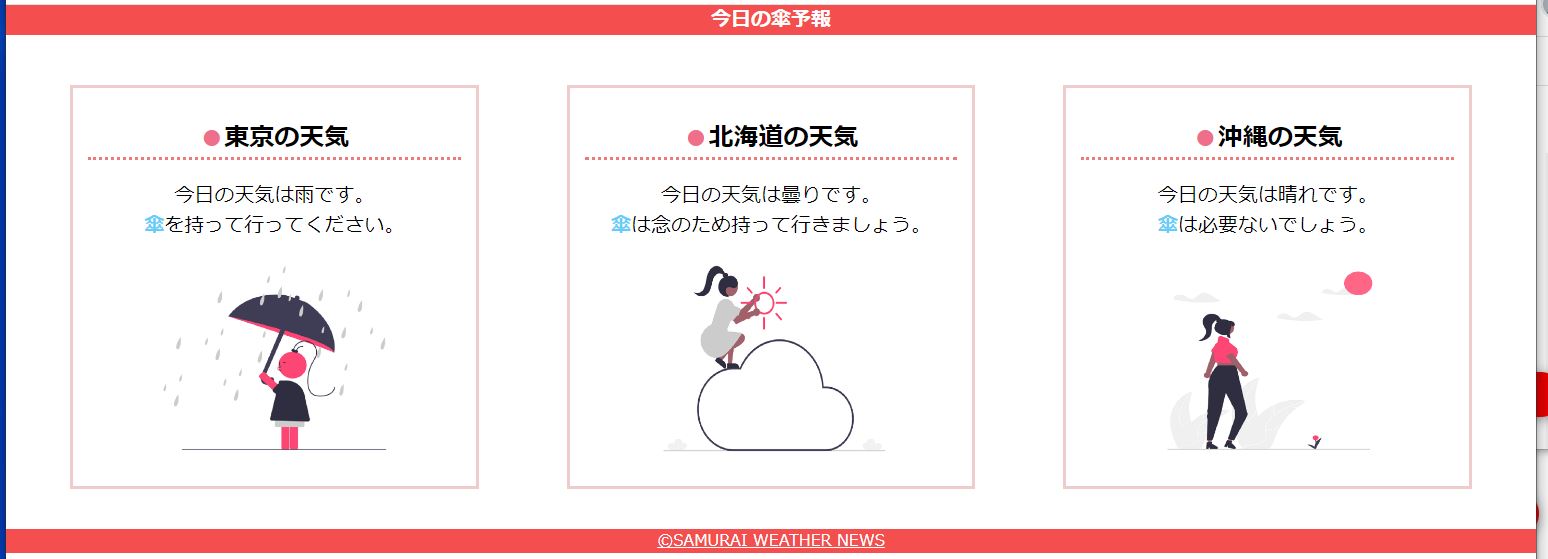 今日の傘予報
●東京の天気
今日の天気は雨です。
傘を持って行ってください。
●北海道の天気
今日の天気は曇りです。
傘は念のため持って行きましょう。
●沖縄の天気
今日の天気は晴れです。
傘は必要ないでしょう。
©SAMURAI WEATHER NEWS